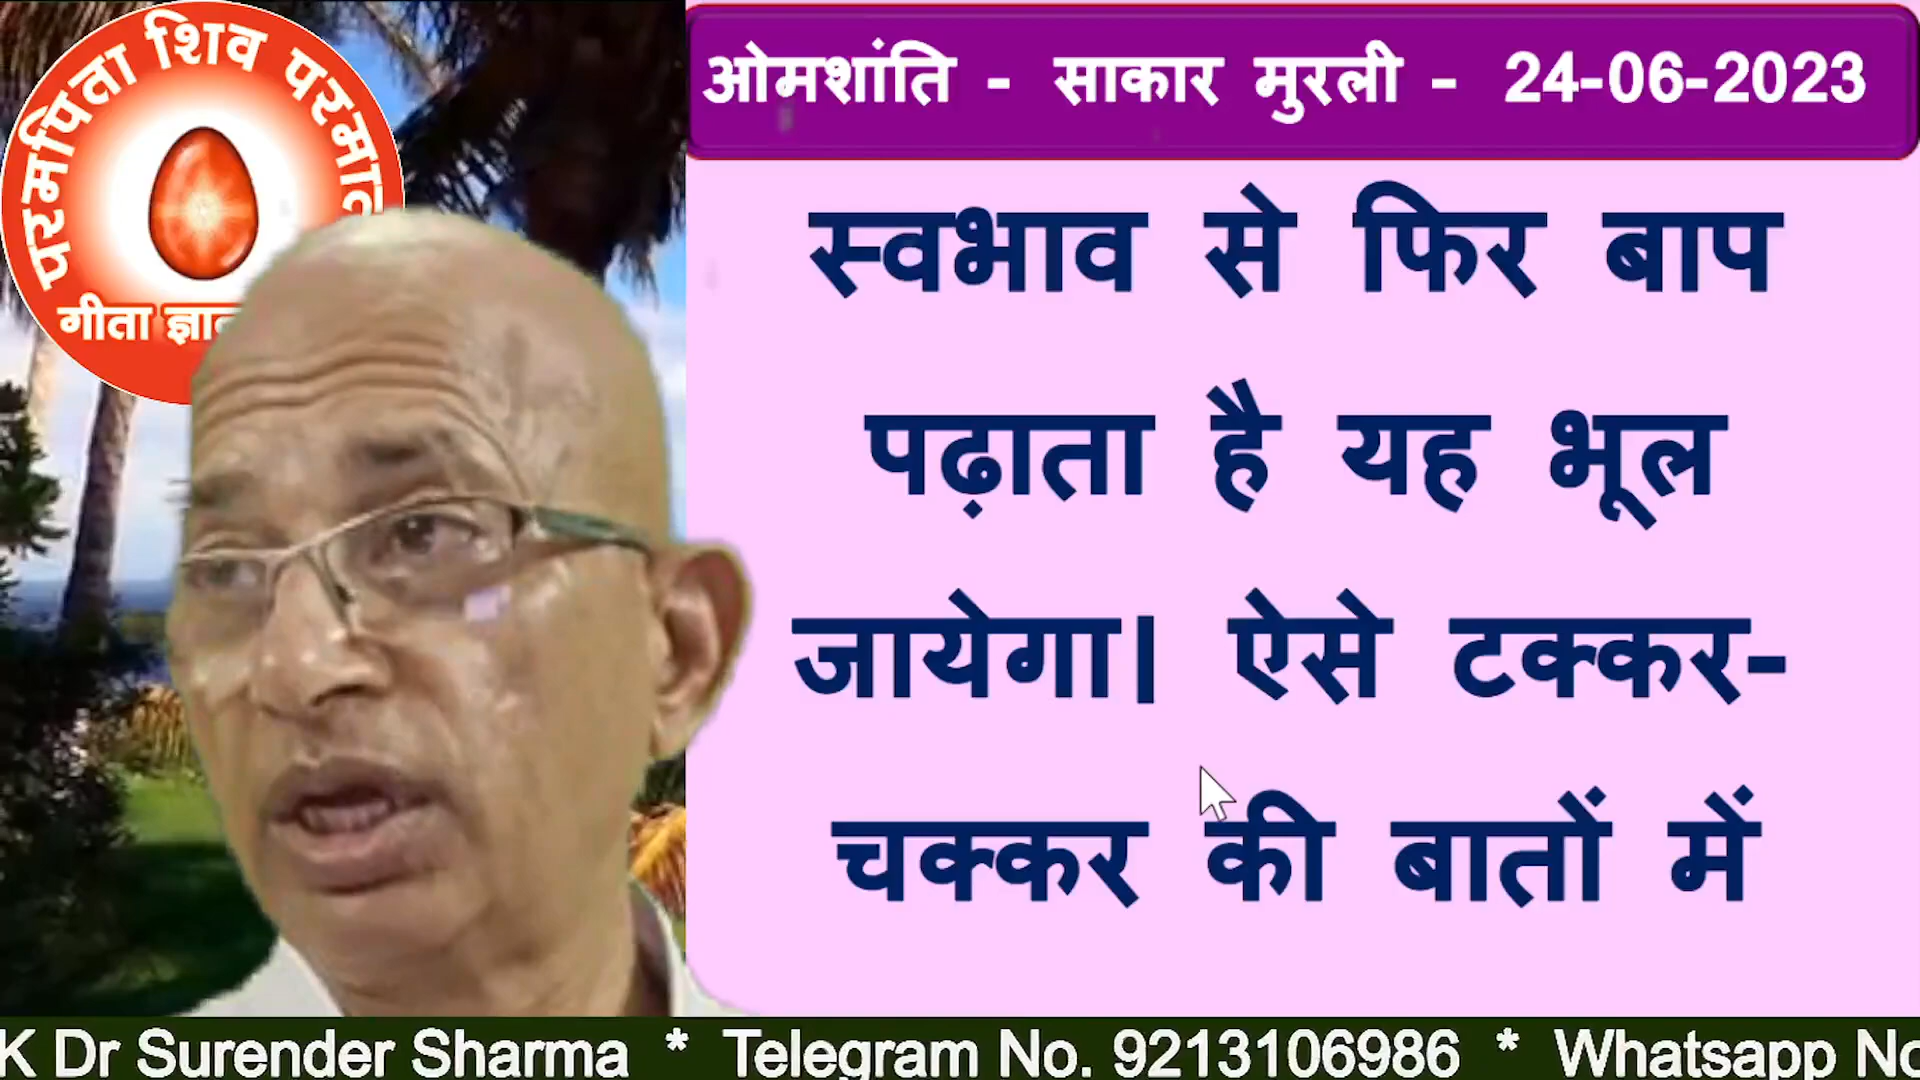 परमपिता शिव
गीता
ओमशांति - साकार मुरली - 24-06-2023
स्वभाव से फिर बाप
पढ़ाता है यह भूल
जायेगा। ऐसे टक्कर-
चक्कर की बातों में
K Dr Surender Sharma * Telegram No. 9213106986 * Whatsapp No